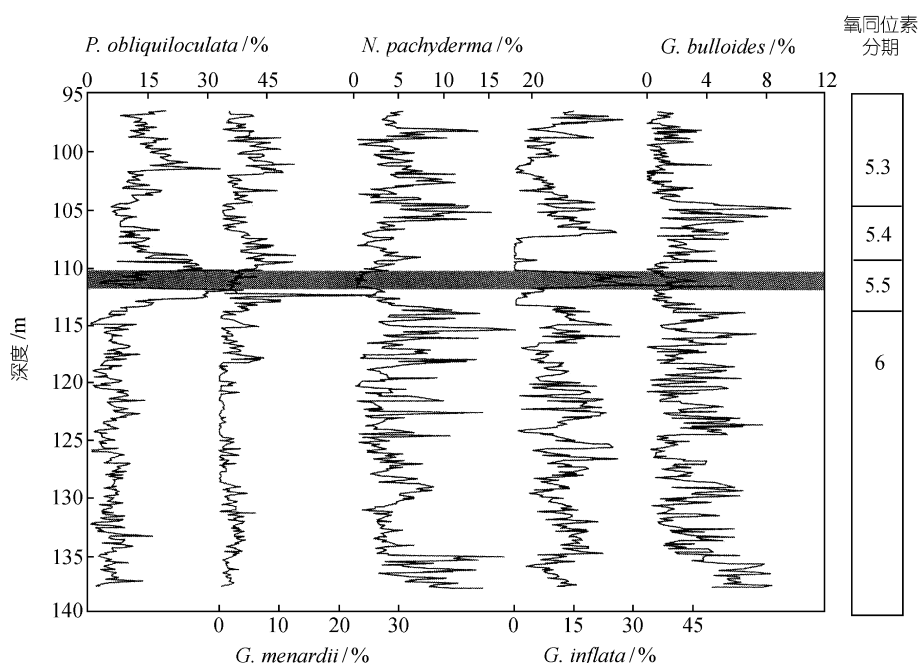 P. obliquiloculata /%
N. pachyderma /%
G. bulloides /%
氧同位素
分期
0 15 30 45 0 5 10 15 20 0 4 8 12
95
100
105
110
115
120
125
130
135
140
深度 /m
5.3
5.4
5.5
6
0 10 20 30 0 15 30 45
G. menardii /%
G. inflata /%